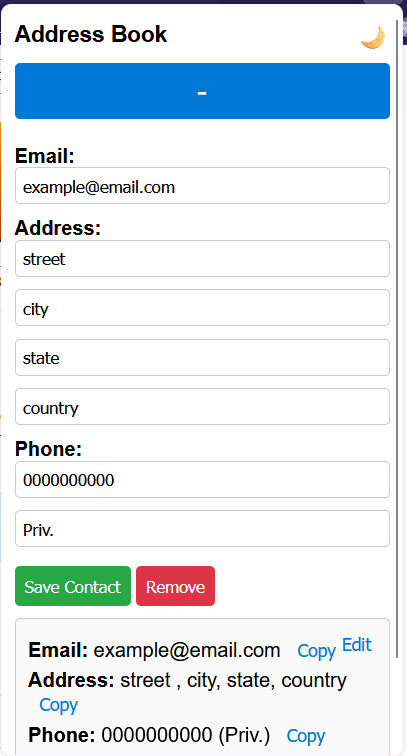 Address Book
-
Email:
example@email.com
Address:
street
city
state
country
Phone:
0000000000
Priv.
Save Contact Remove
Email: example@email.com Copy Edit
Address: street , city, state, country
Copy
Phone: 0000000000 (Priv.) Copy